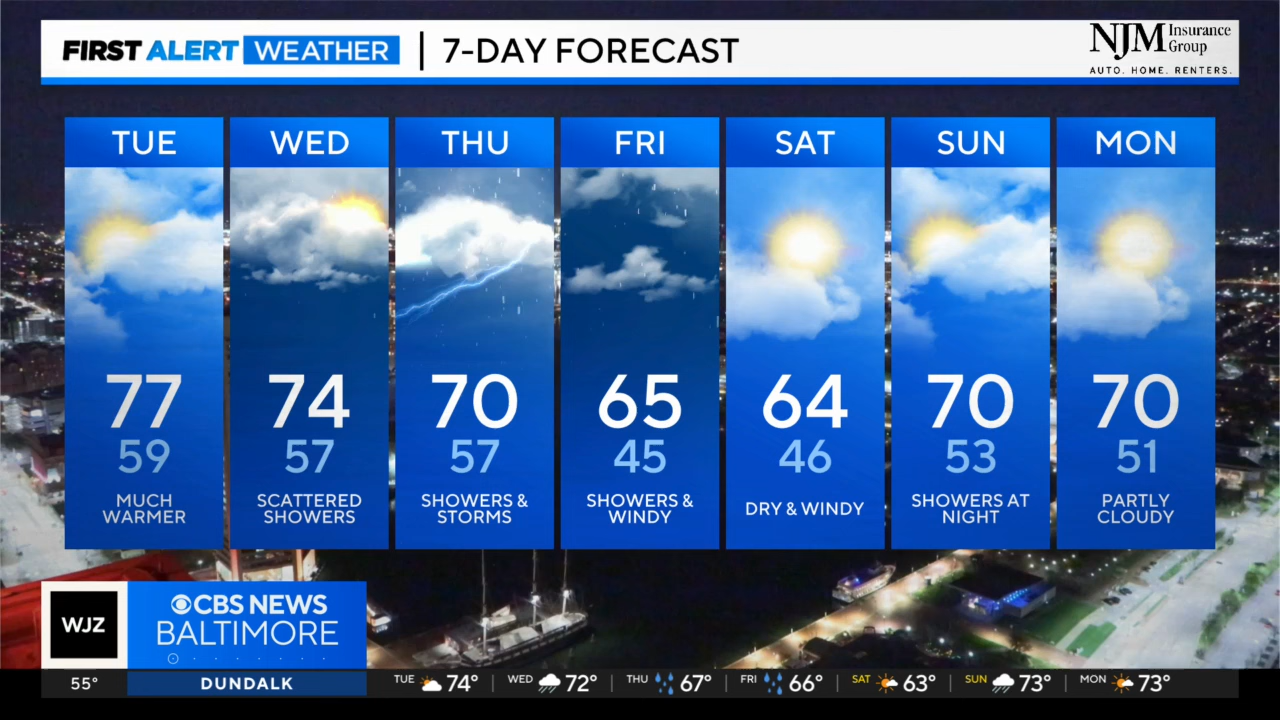 FIRST ALERT WEATHER | 7-DAY FORECAST
NJM Insurance
Group
AUTO. HOME. RENTERS.
TUE
77
59
MUCH
WARMER
WED
74
57
SCATTERED
SHOWERS
THU
70
57
SHOWERS &
STORMS
FRI
65
45
SHOWERS &
WINDY
SAT
64
46
DRY & WINDY
SUN
70
53
SHOWERS AT
NIGHT
MON
70
51
PARTLY
CLOUDY
WJZ
CBS NEWS
BALTIMORE
55° DUNDALK TUE 74° | WED 72° | THU 67° | FRI 66° | SAT 63° | SUN 73° | MON 73°